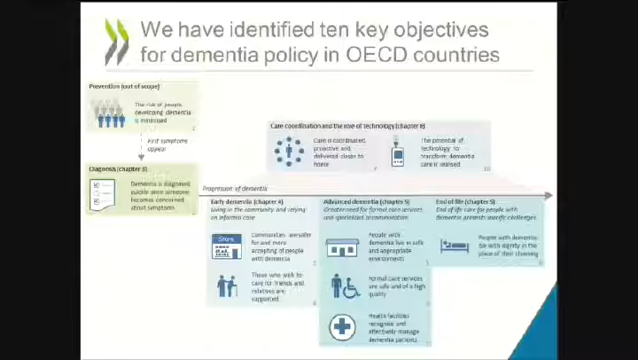 We have identified ten key objectives
for dementia policy in OECD countries
Prevention (out of scope)
The risk of people
developing dementia
is minimised
First symptoms
appear
Diagnosis (chapter 3)
Dementia is diagnosed
quickly once someone
becomes concerned
about symptoms
Care coordination and the role of technology (chapter 6)
Care is coordinated,
proactive and
delivered closer to
home
The potential of
technology to
transform dementia
care is realised
Progression of dementia
Early dementia (chapter 4)
Living in the community and relying
on informal care
Communities are safer
for and more
accepting of people
with dementia
Those who wish to
care for friends and
relatives are
supported
Advanced dementia (chapter 5)
Greater need for formal care services
and specialised accommodation
People with
dementia live in safe
and appropriate
environments
Formal care services
are safe and of a high
quality
Health facilities
recognise and
effectively manage
dementia patients
End of life (chapter 5)
End of life care for people with
dementia presents specific challenges
People with dementia
die with dignity in the
place of their choosing